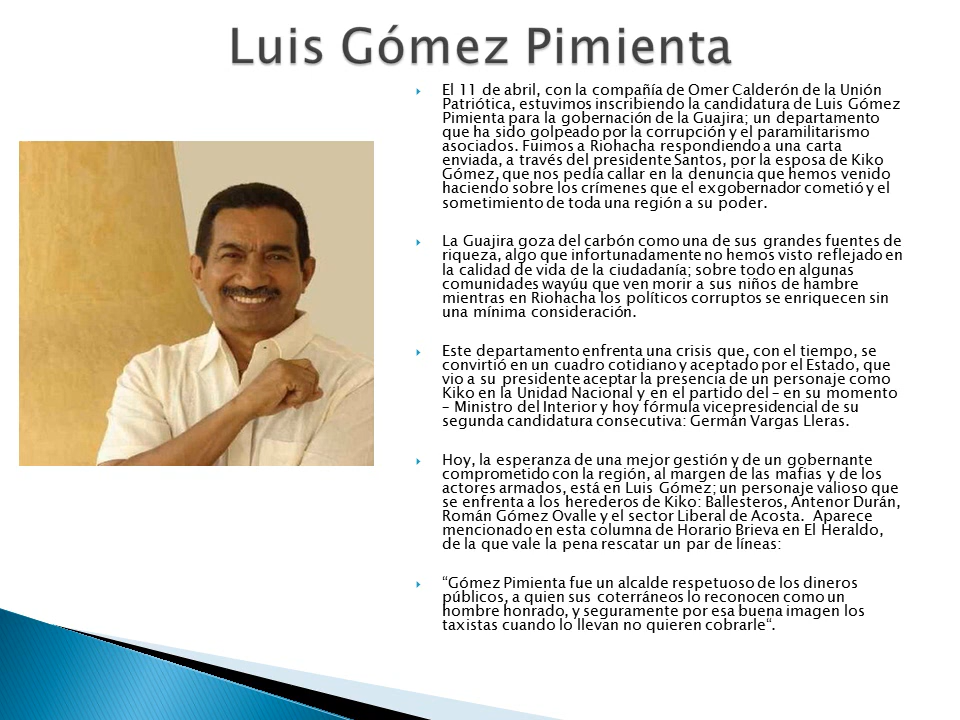 Luis Gómez Pimienta
El 11 de abril, con la compañía de Omer Calderón de la Unión
Patriótica, estuvimos inscribiendo la candidatura de Luis Gómez
Pimienta para la gobernación de la Guajira; un departamento
que ha sido golpeado por la corrupción y el paramilitarismo
asociados. Fuimos a Riohacha respondiendo a una carta
enviada, a través del presidente Santos, por la esposa de Kiko
Gómez, que nos pedía callar en la denuncia que hemos venido
haciendo sobre los crímenes que el exgobernador cometió y el
sometimiento de toda una región a su poder.
La Guajira goza del carbón como una de sus grandes fuentes de
riqueza, algo que infortunadamente no hemos visto reflejado en
la calidad de vida de la ciudadanía; sobre todo en algunas
comunidades wayúu que ven morir a sus niños de hambre
mientras en Riohacha los políticos corruptos se enriquecen sin
una mínima consideración.
Este departamento enfrenta una crisis que, con el tiempo, se
convirtió en un cuadro cotidiano y aceptado por el Estado, que
vio a su presidente aceptar la presencia de un personaje como
Kiko en la Unidad Nacional y en el partido del – en su momento
– Ministro del Interior y hoy fórmula vicepresidencial de su
segunda candidatura consecutiva: Germán Vargas Lleras.
Hoy, la esperanza de una mejor gestión y de un gobernante
comprometido con la región, al margen de las mafias y de los
actores armados, está en Luis Gómez; un personaje valioso que
se enfrenta a los herederos de Kiko: Ballesteros, Antenor Durán,
Román Gómez Ovalle y el sector Liberal de Acosta. Aparece
mencionado en esta columna de Horario Brieva en El Heraldo,
de la que vale la pena rescatar un par de líneas:
“Gómez Pimienta fue un alcalde respetuoso de los dineros
públicos, a quien sus coterráneos lo reconocen como un
hombre honrado, y seguramente por esa buena imagen los
taxistas cuando lo llevan no quieren cobrarle“.